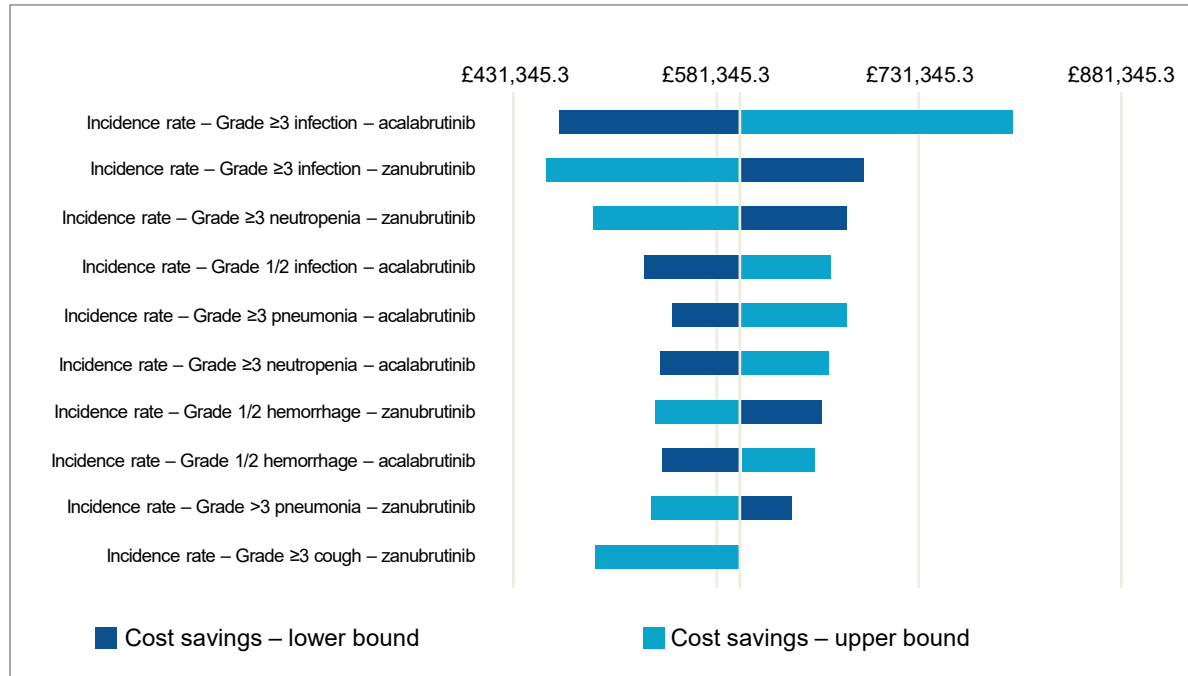 £431,345.3 £581,345.3 £731,345.3 £881,345.3
Incidence rate – Grade ≥3 infection – acalabrutinib
Incidence rate – Grade ≥3 infection – zanubrutinib
Incidence rate – Grade ≥3 neutropenia – zanubrutinib
Incidence rate – Grade 1/2 infection – acalabrutinib
Incidence rate – Grade ≥3 pneumonia – acalabrutinib
Incidence rate – Grade ≥3 neutropenia – acalabrutinib
Incidence rate – Grade 1/2 hemorrhage – zanubrutinib
Incidence rate – Grade 1/2 hemorrhage – acalabrutinib
Incidence rate – Grade >3 pneumonia – zanubrutinib
Incidence rate – Grade ≥3 cough – zanubrutinib
Cost savings – lower bound Cost savings – upper bound